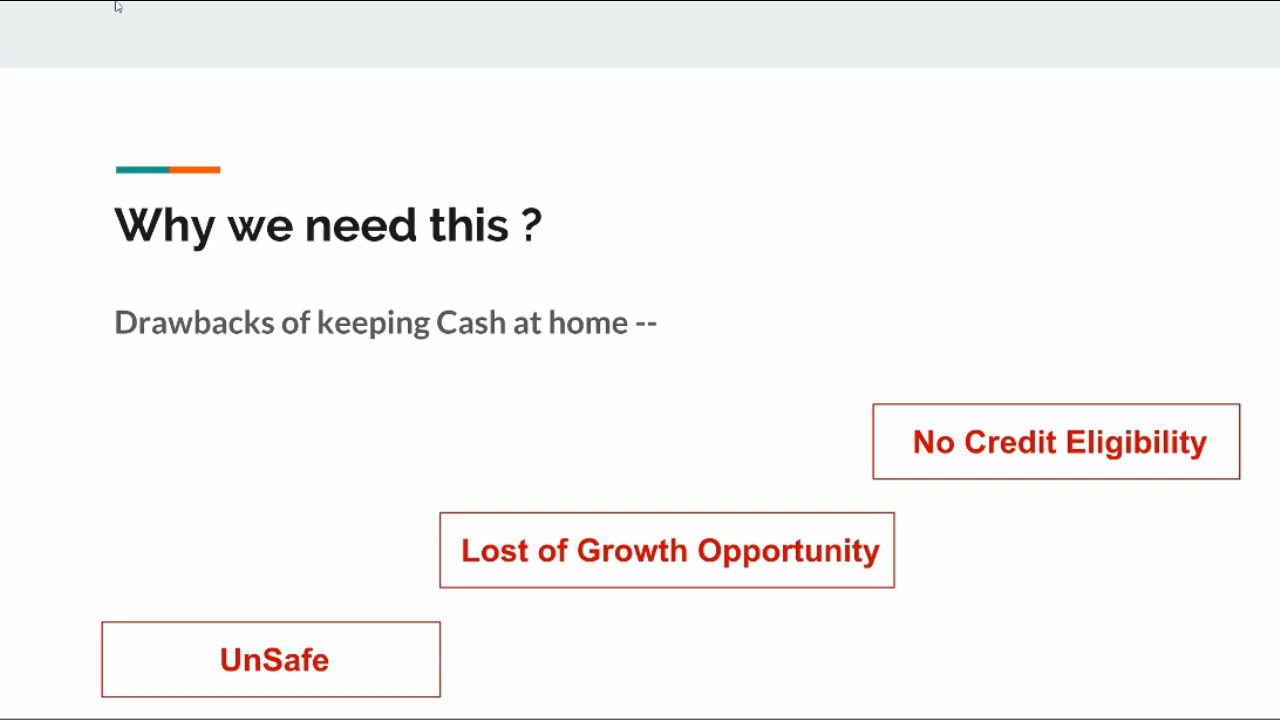 Why we need this ?
Drawbacks of keeping Cash at home --
No Credit Eligibility
Lost of Growth Opportunity
UnSafe